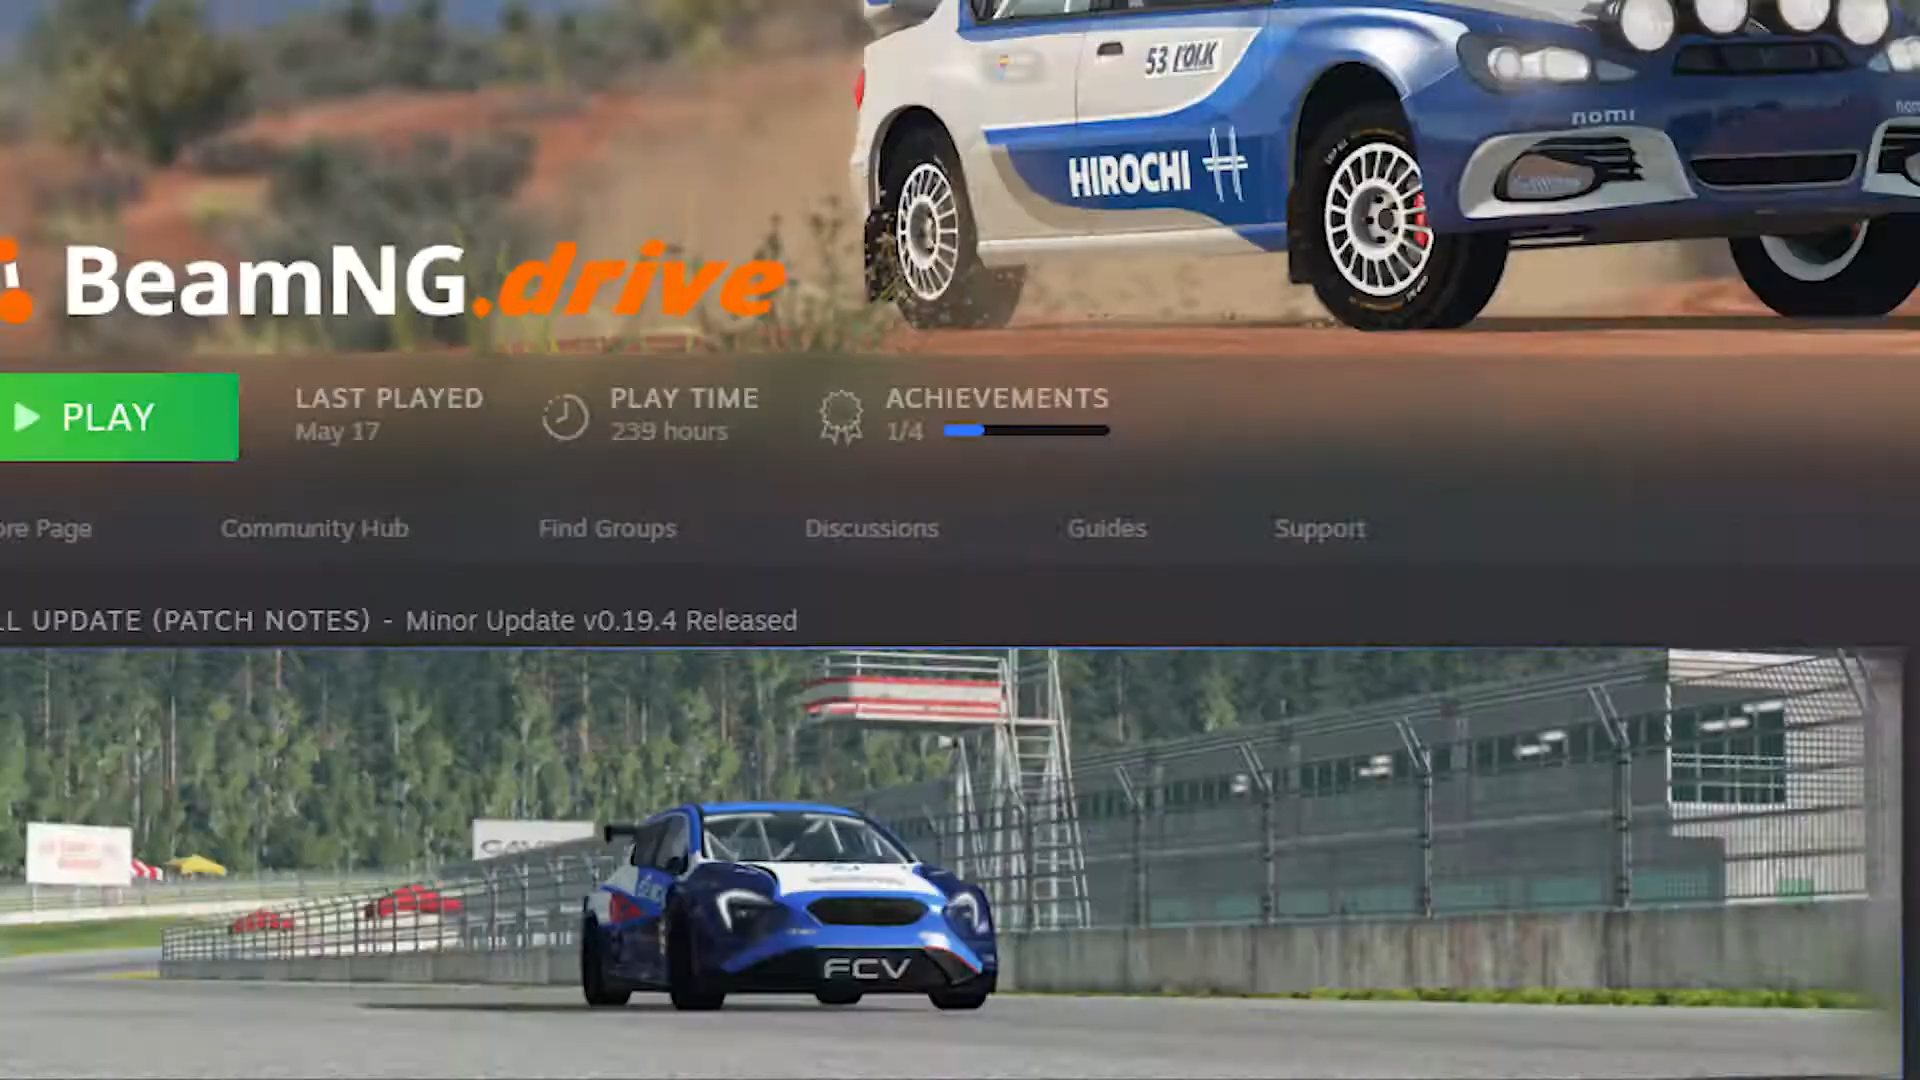 53 L'OLK
nomi
HIROCHI
BeamNG.drive
PLAY
LAST PLAYED
May 17
PLAY TIME
239 hours
ACHIEVEMENTS
1/4
ore Page
Community Hub
Find Groups
Discussions
Guides
Support
LL UPDATE (PATCH NOTES) - Minor Update v0.19.4 Released
FCV